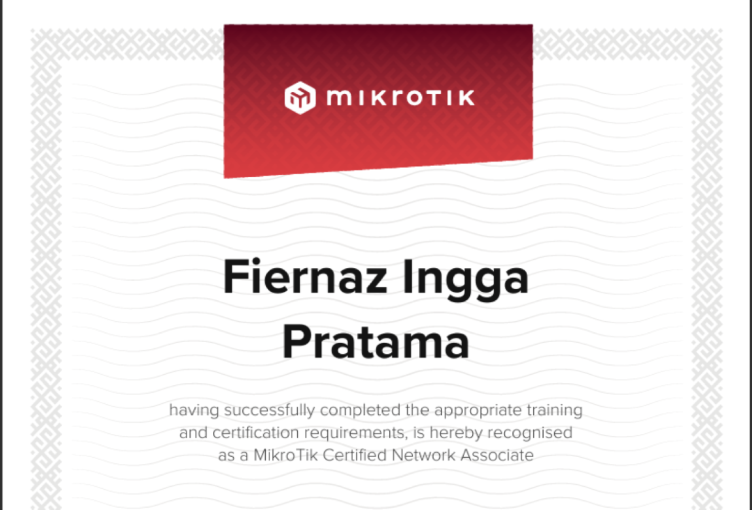 mikrotik
Fiernaz Ingga
Pratama
having successfully completed the appropriate training
and certification requirements, is hereby recognised
as a MikroTik Certified Network Associate